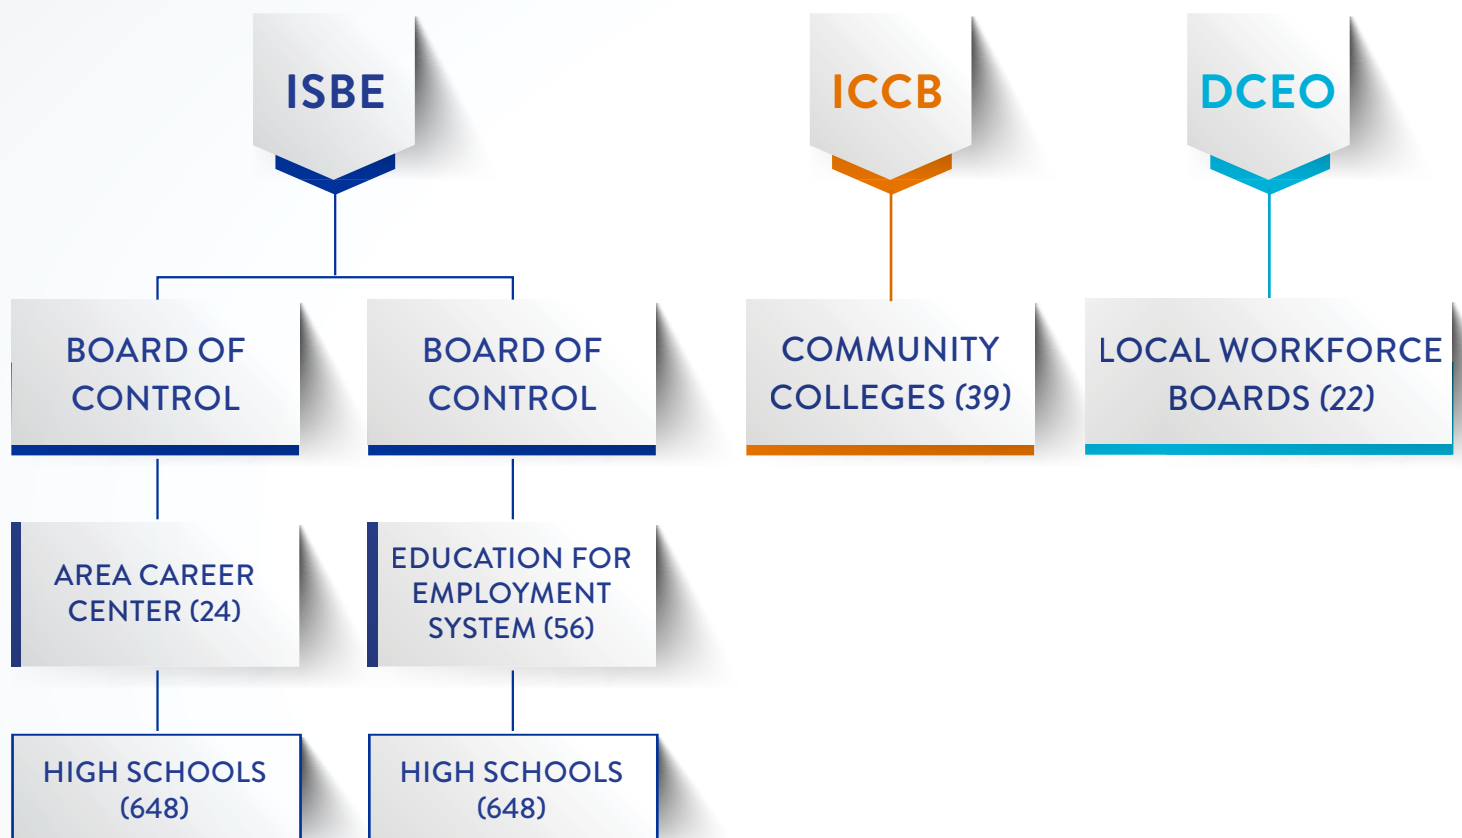 ISBE
ICCB
DCEO
BOARD OF
CONTROL
BOARD OF
CONTROL
COMMUNITY
COLLEGES (39)
LOCAL WORKFORCE
BOARDS (22)
AREA CAREER
CENTER (24)
EDUCATION FOR
EMPLOYMENT
SYSTEM (56)
HIGH SCHOOLS
(648)
HIGH SCHOOLS
(648)